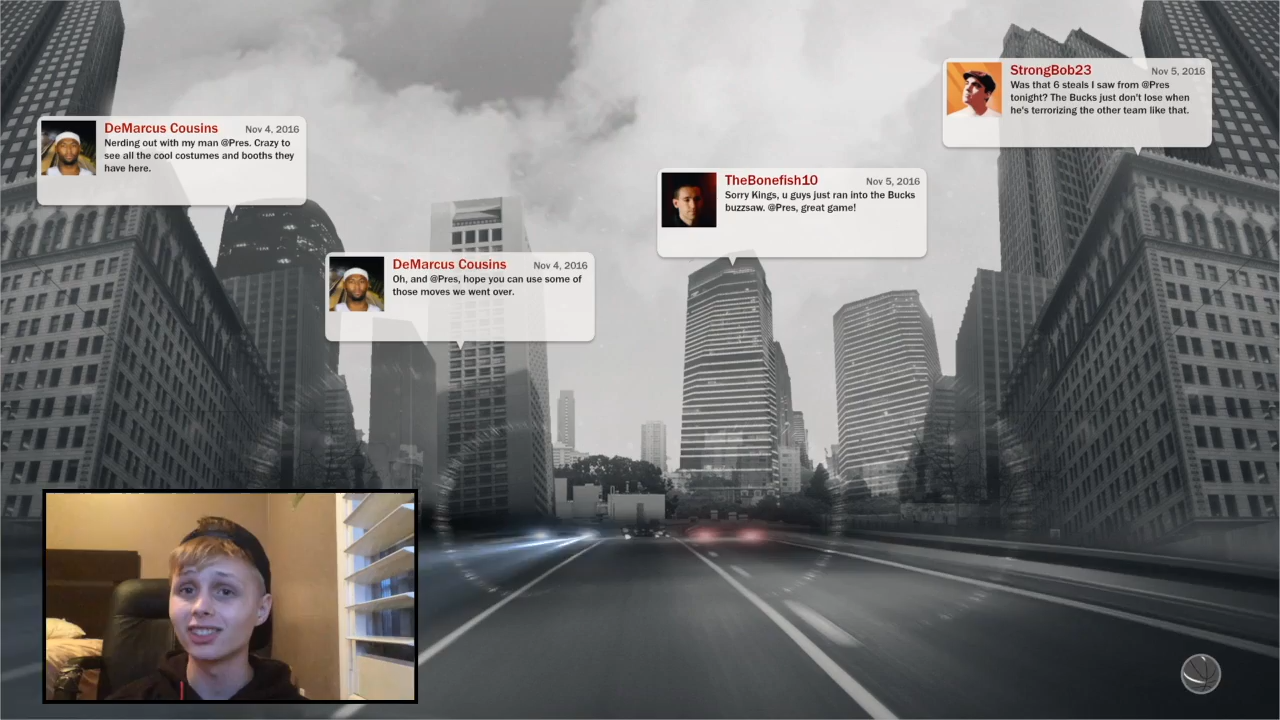 DeMarcus Cousins Nov 4, 2016
Nerding out with my man @Pres. Crazy to
see all the cool costumes and booths they
have here.
DeMarcus Cousins Nov 4, 2016
Oh, and @Pres, hope you can use some of
those moves we went over.
TheBonefish10 Nov 5, 2016
Sorry Kings, u guys just ran into the Bucks
buzzsaw. @Pres, great game!
StrongBob23 Nov 5, 2016
Was that 6 steals I saw from @Pres
tonight? The Bucks just don't lose when
he's terrorizing the other team like that.